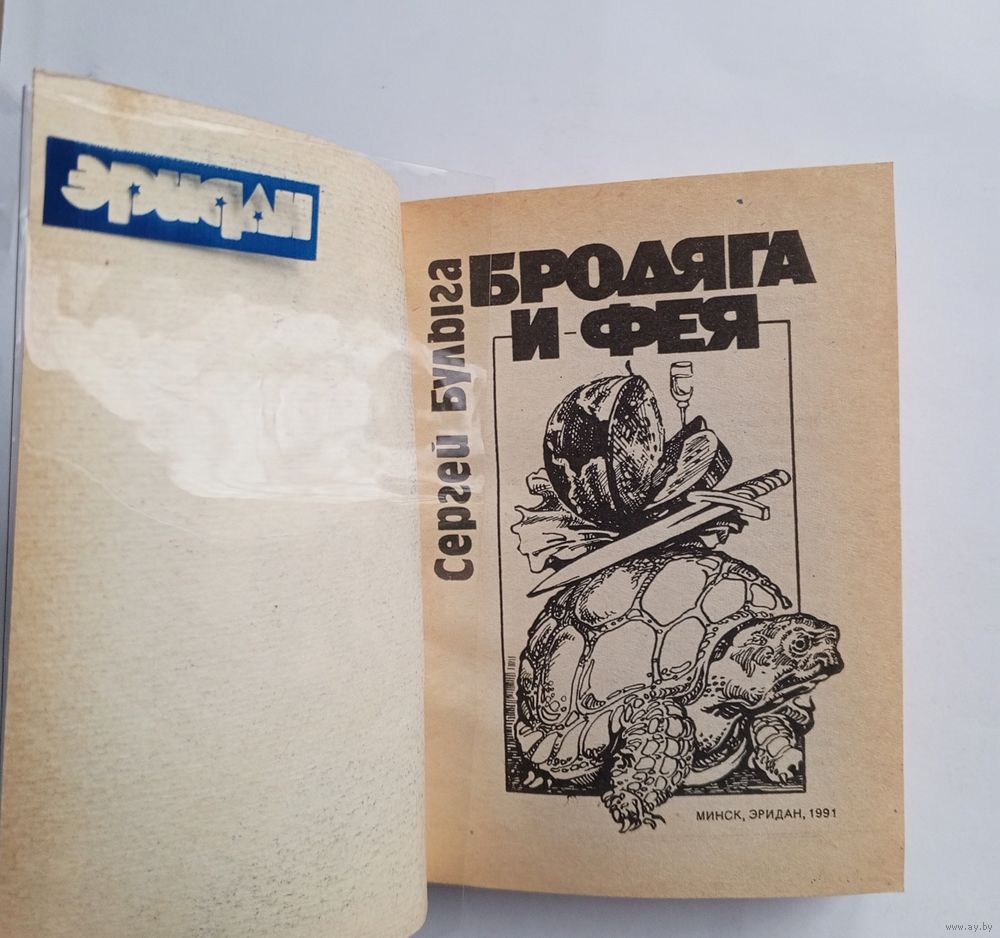 эридан
Сергей Булыга
БРОДЯГА
И ФЕЯ
МИНСК, ЭРИДАН, 1991
www.ay.by